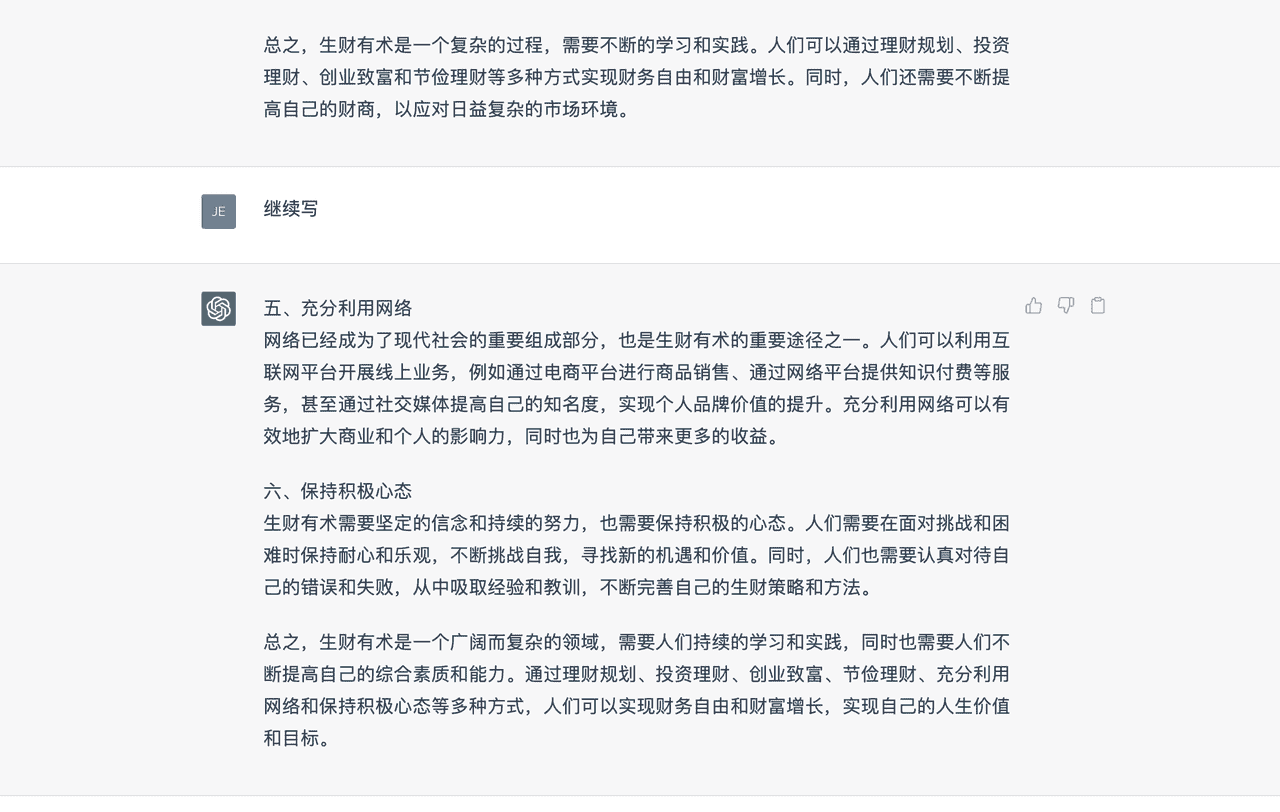 总之，生财有术是一个复杂的过程，需要不断的学习和实践。人们可以通过理财规划、投资
理财、创业致富和节俭理财等多种方式实现财务自由和财富增长。同时，人们还需要不断提
高自己的财商，以应对日益复杂的市场环境。
JE
继续写
五、充分利用网络
网络已经成为了现代社会的重要组成部分，也是生财有术的重要途径之一。人们可以利用互
联网平台开展线上业务，例如通过电商平台进行商品销售、通过网络平台提供知识付费等服
务，甚至通过社交媒体提高自己的知名度，实现个人品牌价值的提升。充分利用网络可以有
效地扩大商业和个人的影响力，同时也为自己带来更多的收益。
六、保持积极心态
生财有术需要坚定的信念和持续的努力，也需要保持积极的心态。人们需要在面对挑战和困
难时保持耐心和乐观，不断挑战自我，寻找新的机遇和价值。同时，人们也需要认真对待自
己的错误和失败，从中吸取经验和教训，不断完善自己的生财策略和方法。
总之，生财有术是一个广阔而复杂的领域，需要人们持续的学习和实践，同时也需要人们不
断提高自己的综合素质和能力。通过理财规划、投资理财、创业致富、节俭理财、充分利用
网络和保持积极心态等多种方式，人们可以实现财务自由和财富增长，实现自己的人生价值
和目标。